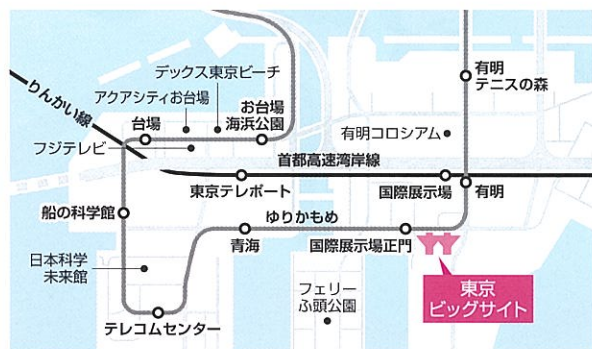 デックス東京ビーチ
アクアシティお台場
りんかい線
台場
お台場
海浜公園
フジテレビ
有明
テニスの森
有明コロシアム
首都高速湾岸線
東京テレポート
国際展示場
有明
船の科学館
ゆりかもめ
青海
国際展示場正門
日本科学
未来館
テレコムセンター
フェリー
ふ頭公園
東京
ビッグサイト